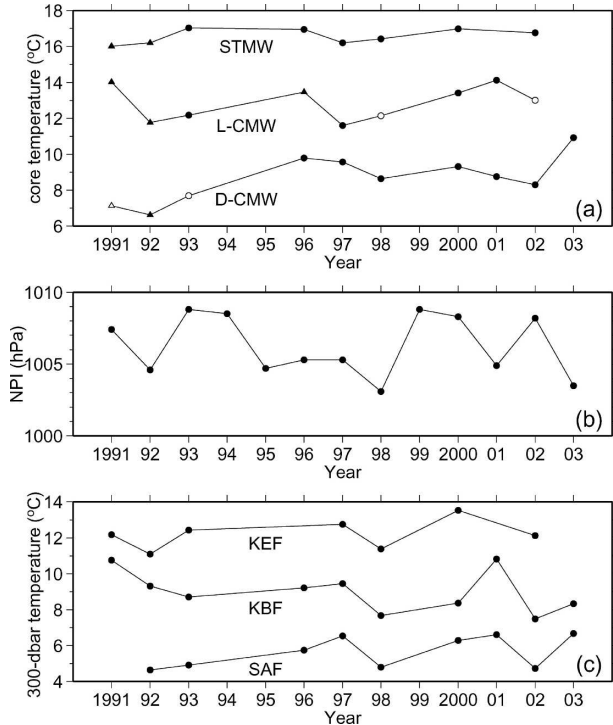 18
16
14
12
10
8
6
core temperature (ºC)
STMW
L-CMW
D-CMW
(a)
1991 92 93 94 95 96 97 98 99 2000 01 02 03
Year
1010
1005
1000
NPI (hPa)
(b)
1991 92 93 94 95 96 97 98 99 2000 01 02 03
Year
14
12
10
8
6
4
300-dbar temperature (ºC)
KEF
KBF
SAF
(c)
1991 92 93 94 95 96 97 98 99 2000 01 02 03
Year